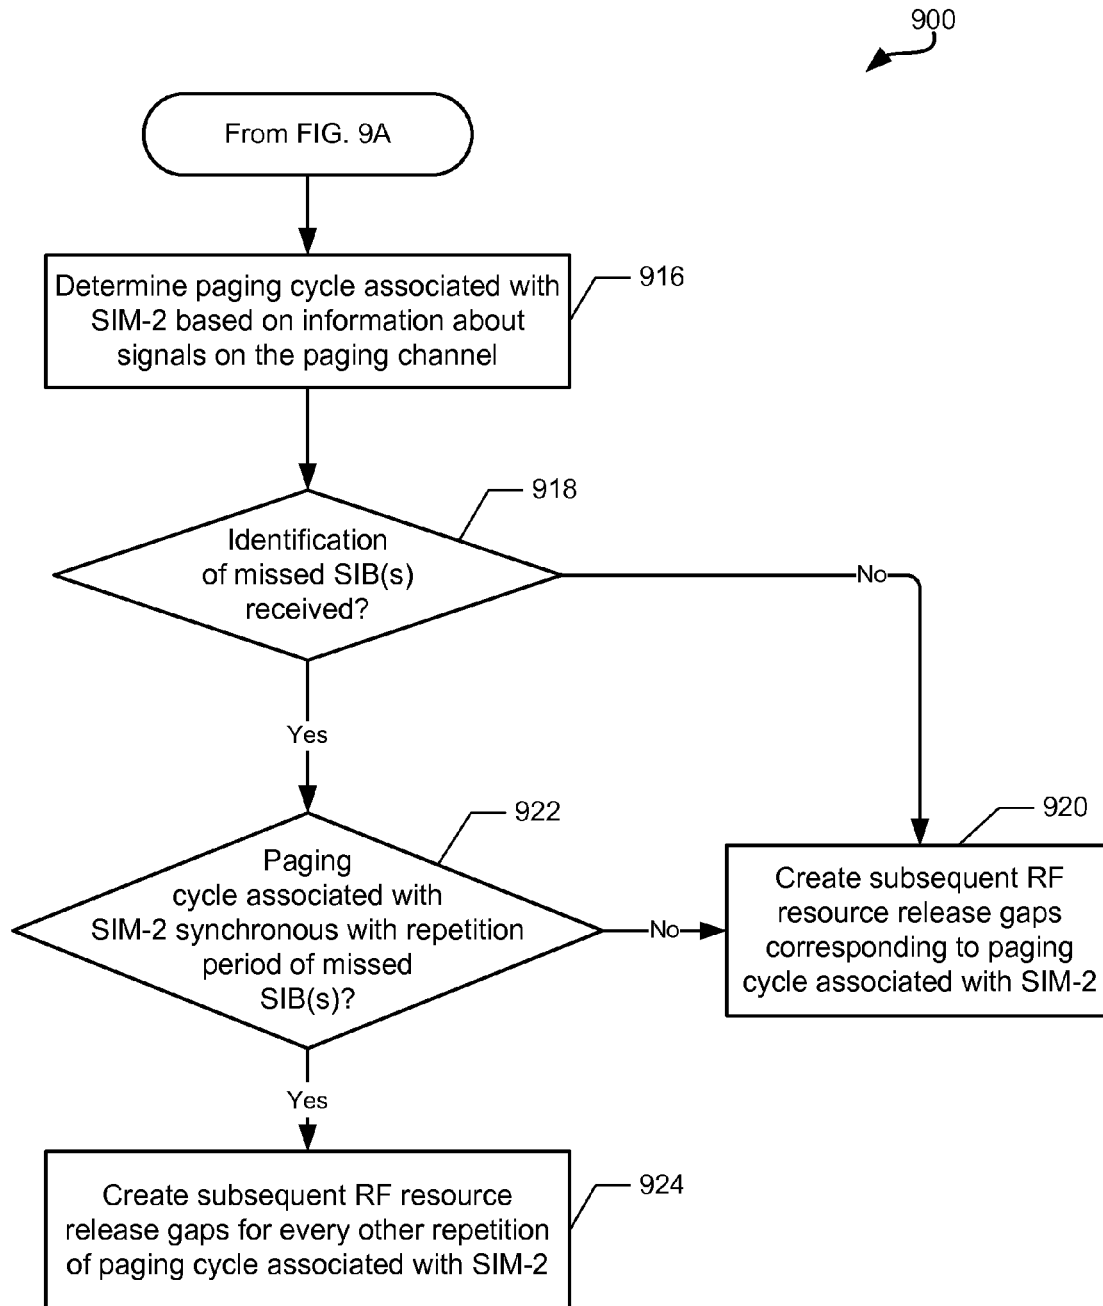 900
From FIG. 9A
Determine paging cycle associated with
SIM-2 based on information about
signals on the paging channel
916
Identification
of missed SIB(s)
received?
918
No
Yes
Paging
cycle associated with
SIM-2 synchronous with repetition
period of missed
SIB(s)?
922
No
920
Create subsequent RF
resource release gaps
corresponding to paging
cycle associated with SIM-2
Yes
Create subsequent RF resource
release gaps for every other repetition
of paging cycle associated with SIM-2
924